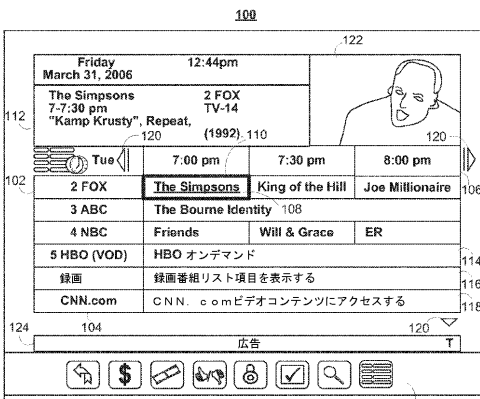 100
122
Friday 12:44pm
March 31, 2006
The Simpsons 2 FOX
7-7:30 pm TV-14
"Kamp Krusty", Repeat,
(1992)
110
112
120
120
Tue 7:00 pm 7:30 pm 8:00 pm
102
106
2 FOX The Simpsons King of the Hill Joe Millionaire
3 ABC The Bourne Identity
108
4 NBC Friends Will & Grace ER
5 HBO (VOD) HBO オンデマンド
114
録画 録画番組リスト項目を表示する
116
CNN.com CNN.comビデオコンテンツにアクセスする
118
104
120
124
広告 T
$